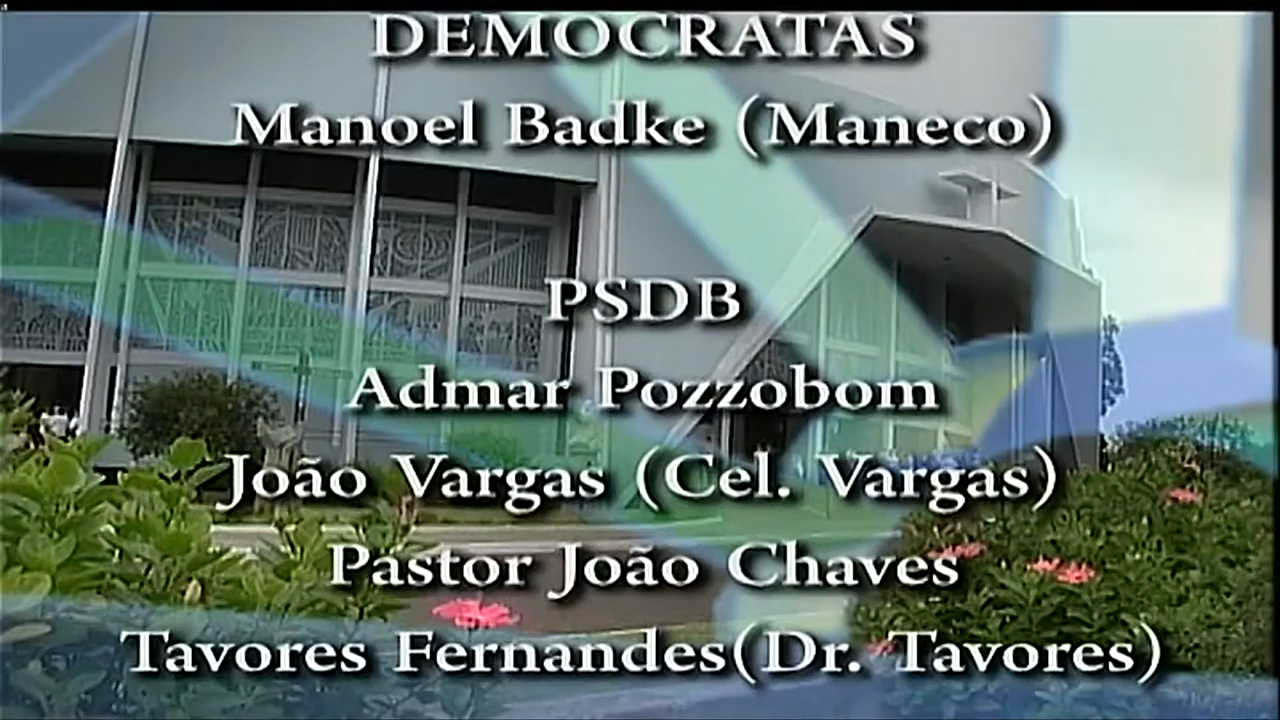 DEMOCRATAS
Manoel Badke (Maneco)
PSDB
Admar Pozzobom
João Vargas (Cel. Vargas)
Pastor João Chaves
Tavores Fernandes(Dr. Tavores)